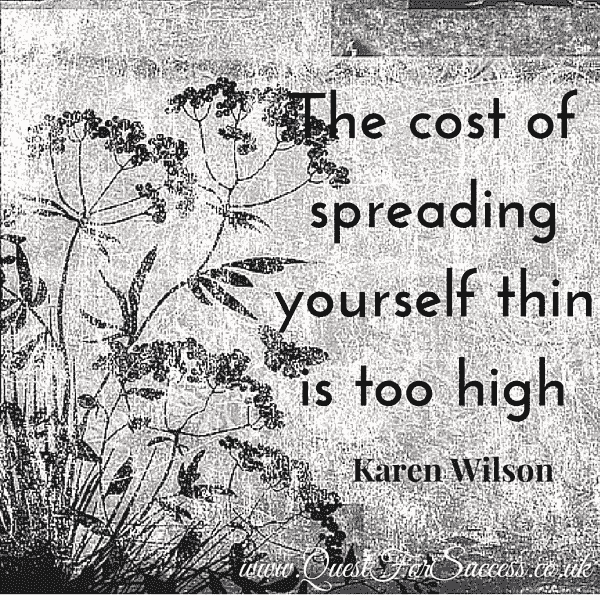 The cost of
spreading
yourself thin
is too high
Karen Wilson
www.QuestForSuccess.co.uk